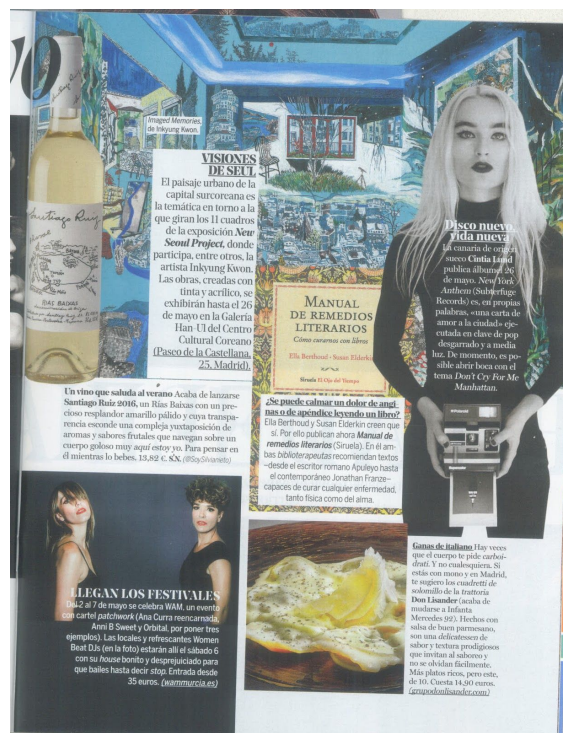 vo
Imaged Memories,
de Inkyung Kwon.
VISIONES
DE SEÚL
El paisaje urbano de la
capital surcoreana es
la temática en torno a la
que giran los 11 cuadros
de la exposición New
Seoul Project, donde
participa, entre otros, la
artista Inkyung Kwon.
Las obras, creadas con
tinta y acrílico, se
exhibirán hasta el 26
de mayo en la Galería
Han-Ul del Centro
Cultural Coreano
(Paseo de la Castellana,
25, Madrid).
Santiago Ruiz
RIAS BAIXAS
MANUAL
DE REMEDIOS
LITERARIOS
Cómo curarnos con libros
Ella Berthoud · Susan Elderkin
Siruela El Ojo del Tiempo
Disco nuevo,
vida nueva
La canaria de origen
sueco Cintia Lund
publica álbum el 26
de mayo. New York
Anthem (Subterfuge
Records) es, en propias
palabras, «una carta de
amor a la ciudad» eje-
cutada en clave de pop
desgarrado y a media
luz. De momento, es po-
sible abrir boca con el
tema Don't Cry For Me
Manhattan.
Un vino que saluda al verano Acaba de lanzarse
Santiago Ruiz 2016, un Rías Baixas con un pre-
cioso resplandor amarillo pálido y cuya traspa-
rencia esconde una compleja yuxtaposición de
aromas y sabores frutales que navegan sobre un
cuerpo goloso muy aquí estoy yo. Para pensar en
él mientras lo bebes. 13,82 €. S.N. (@SoySilvanieto)
¿Se puede calmar un dolor de angi-
nas o de apéndice leyendo un libro?
Ella Berthoud y Susan Elderkin creen que
sí. Por ello publican ahora Manual de
remedios literarios (Siruela). En él am-
bas biblioterapeutas recomiendan textos
–desde el escritor romano Apuleyo hasta
el contemporáneo Jonathan Franze–
capaces de curar cualquier enfermedad,
tanto física como del alma.
Polaroid
LLEGAN LOS FESTIVALES
Del 2 al 7 de mayo se celebra WAM, un evento
con cartel patchwork (Ana Curra reencarnada,
Anni B Sweet y Orbital, por poner tres
ejemplos). Las locales y refrescantes Women
Beat DJs (en la foto) estarán allí el sábado 6
con su house bonito y desprejuiciado para
que bailes hasta decir stop. Entrada desde
35 euros. (wammurcia.es)
Ganas de italiano Hay veces
que el cuerpo te pide carboi-
drati. Y no cualesquiera. Si
estás con mono y en Madrid,
te sugiero los cuadretti de
solomillo de la trattoria
Don Lisander (acaba de
mudarse a Infanta
Mercedes 92). Hechos con
salsa de buen parmesano,
son una delicatessen de
sabor y textura prodigiosos
que invitan al saboreo y
no se olvidan fácilmente.
Más platos ricos, pero este,
de 10. Cuesta 14,90 euros.
(grupodonlisander.com)